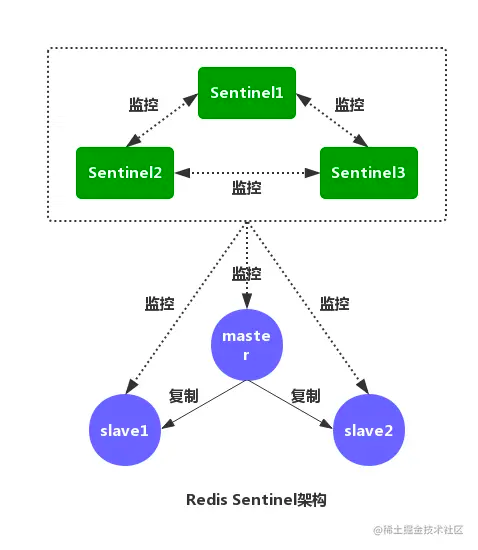 Sentinel1
监控
监控
Sentinel2
监控
Sentinel3
监控
监控
监控
maste
r
复制
复制
slave1
slave2
Redis Sentinel架构
@稀土掘金技术社区